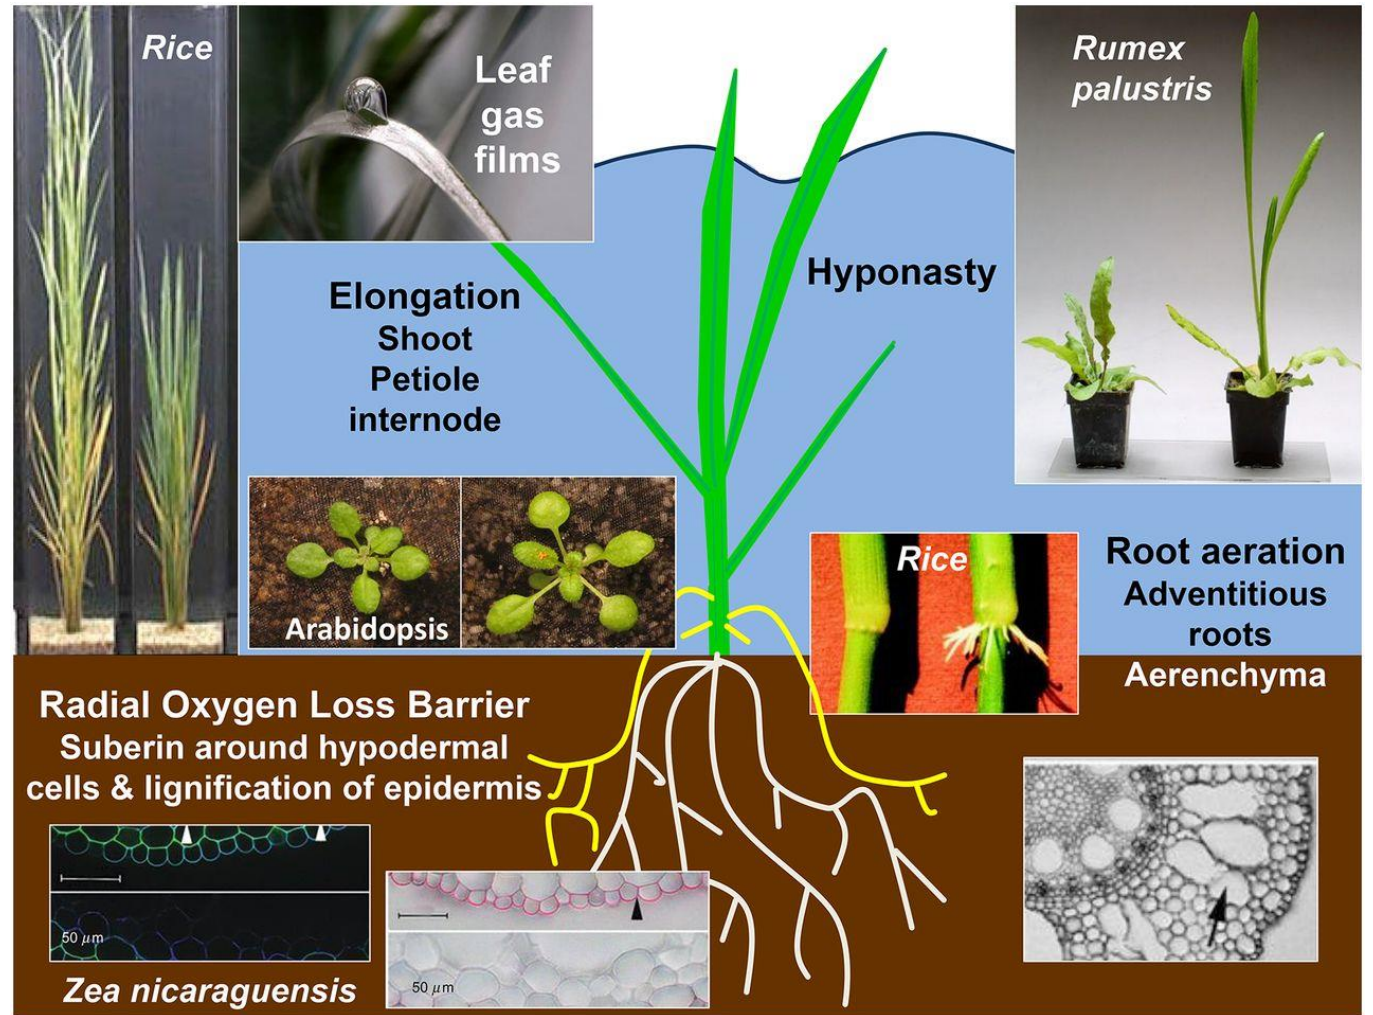 Rice
Leaf
gas
films
Rumex
palustris
Hyponasty
Elongation
Shoot
Petiole
internode
Arabidopsis
Rice
Root aeration
Adventitious
roots
Aerenchyma
Radial Oxygen Loss Barrier
Suberin around hypodermal
cells & lignification of epidermis
50 μm
50 μm
Zea nicaraguensis